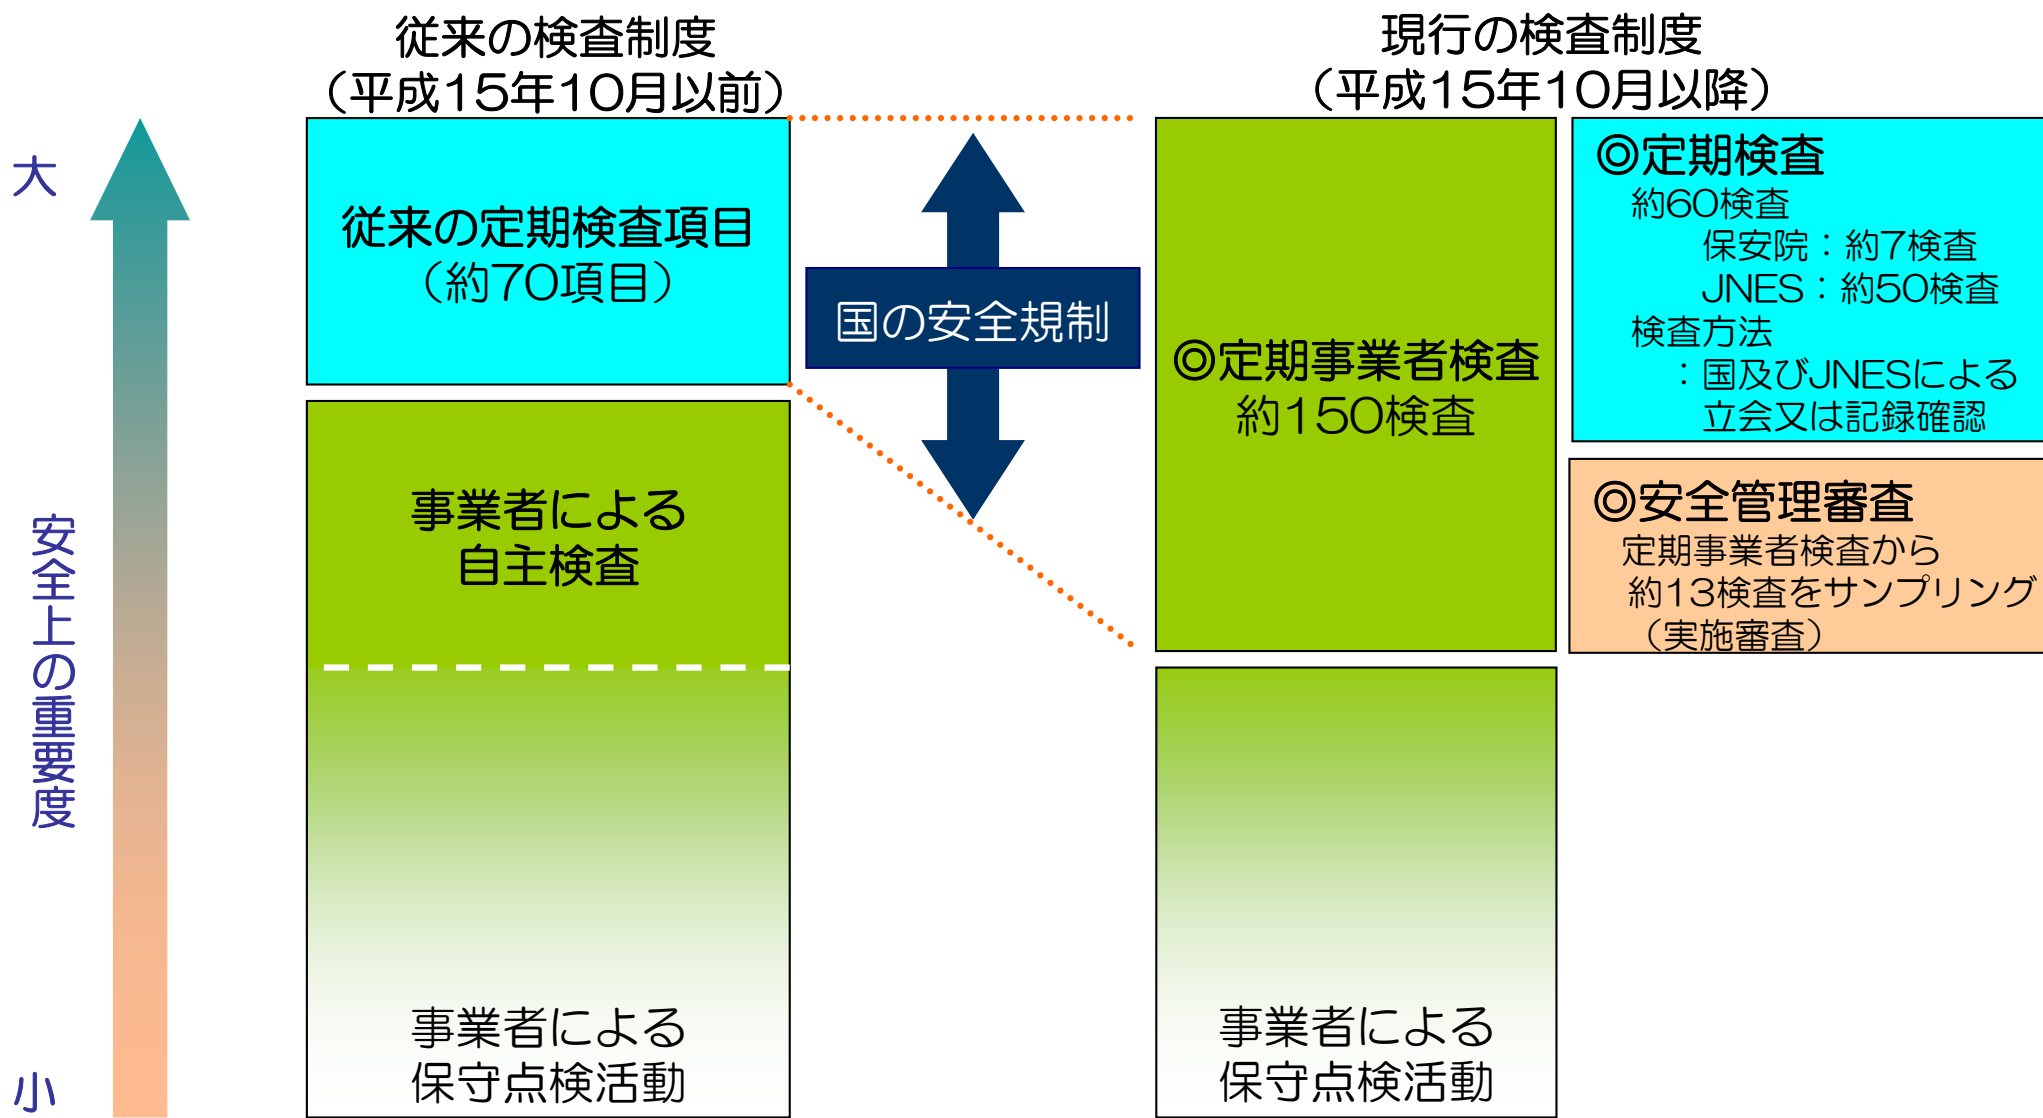 従来の検査制度
（平成15年10月以前）
現行の検査制度
（平成15年10月以降）
大
安全上の重要度
小
従来の定期検査項目
（約70項目）
事業者による
自主検査
事業者による
保守点検活動
国の安全規制
◎定期事業者検査
約150検査
事業者による
保守点検活動
◎定期検査
約60検査
保安院：約7検査
JNES：約50検査
検査方法
：国及びJNESによる
立会又は記録確認
◎安全管理審査
定期事業者検査から
約13検査をサンプリング
（実施審査）